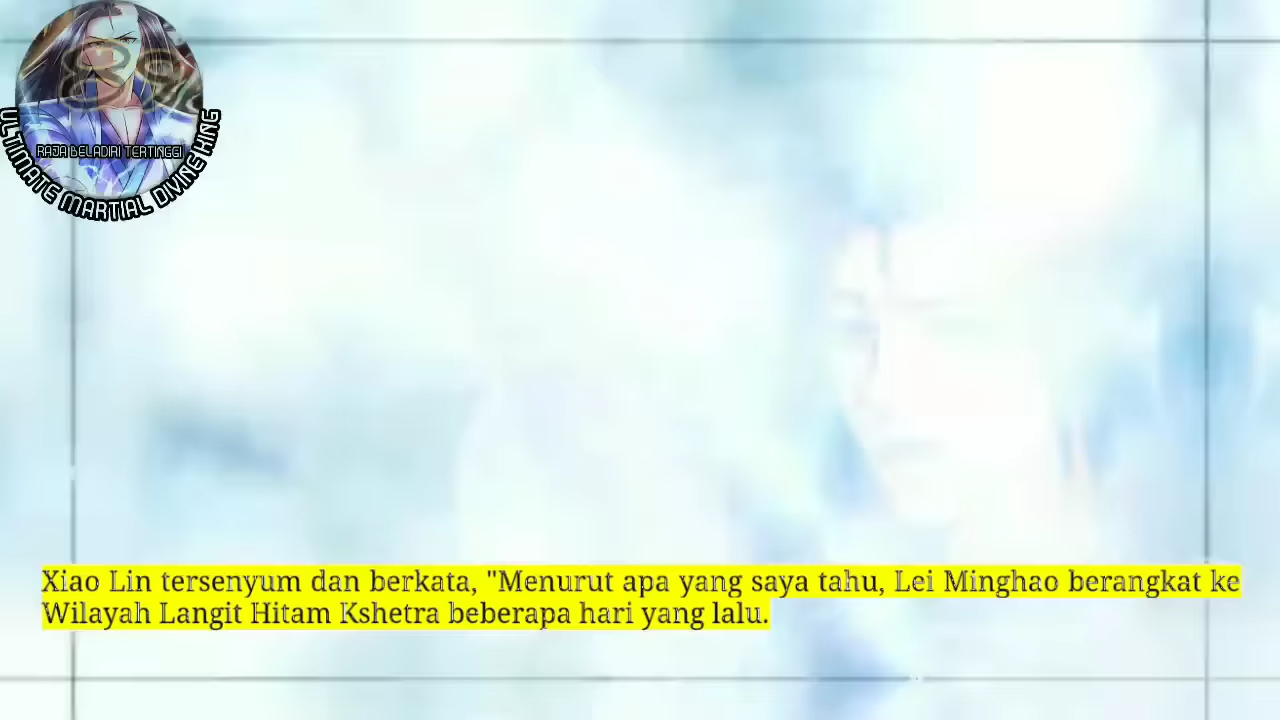 RAJA BELADIRI TERTINGGI
ULTIMATE MARTIAL DIVINE KING
Xiao Lin tersenyum dan berkata, "Menurut apa yang saya tahu, Lei Minghao berangkat ke
Wilayah Langit Hitam Kshetra beberapa hari yang lalu.